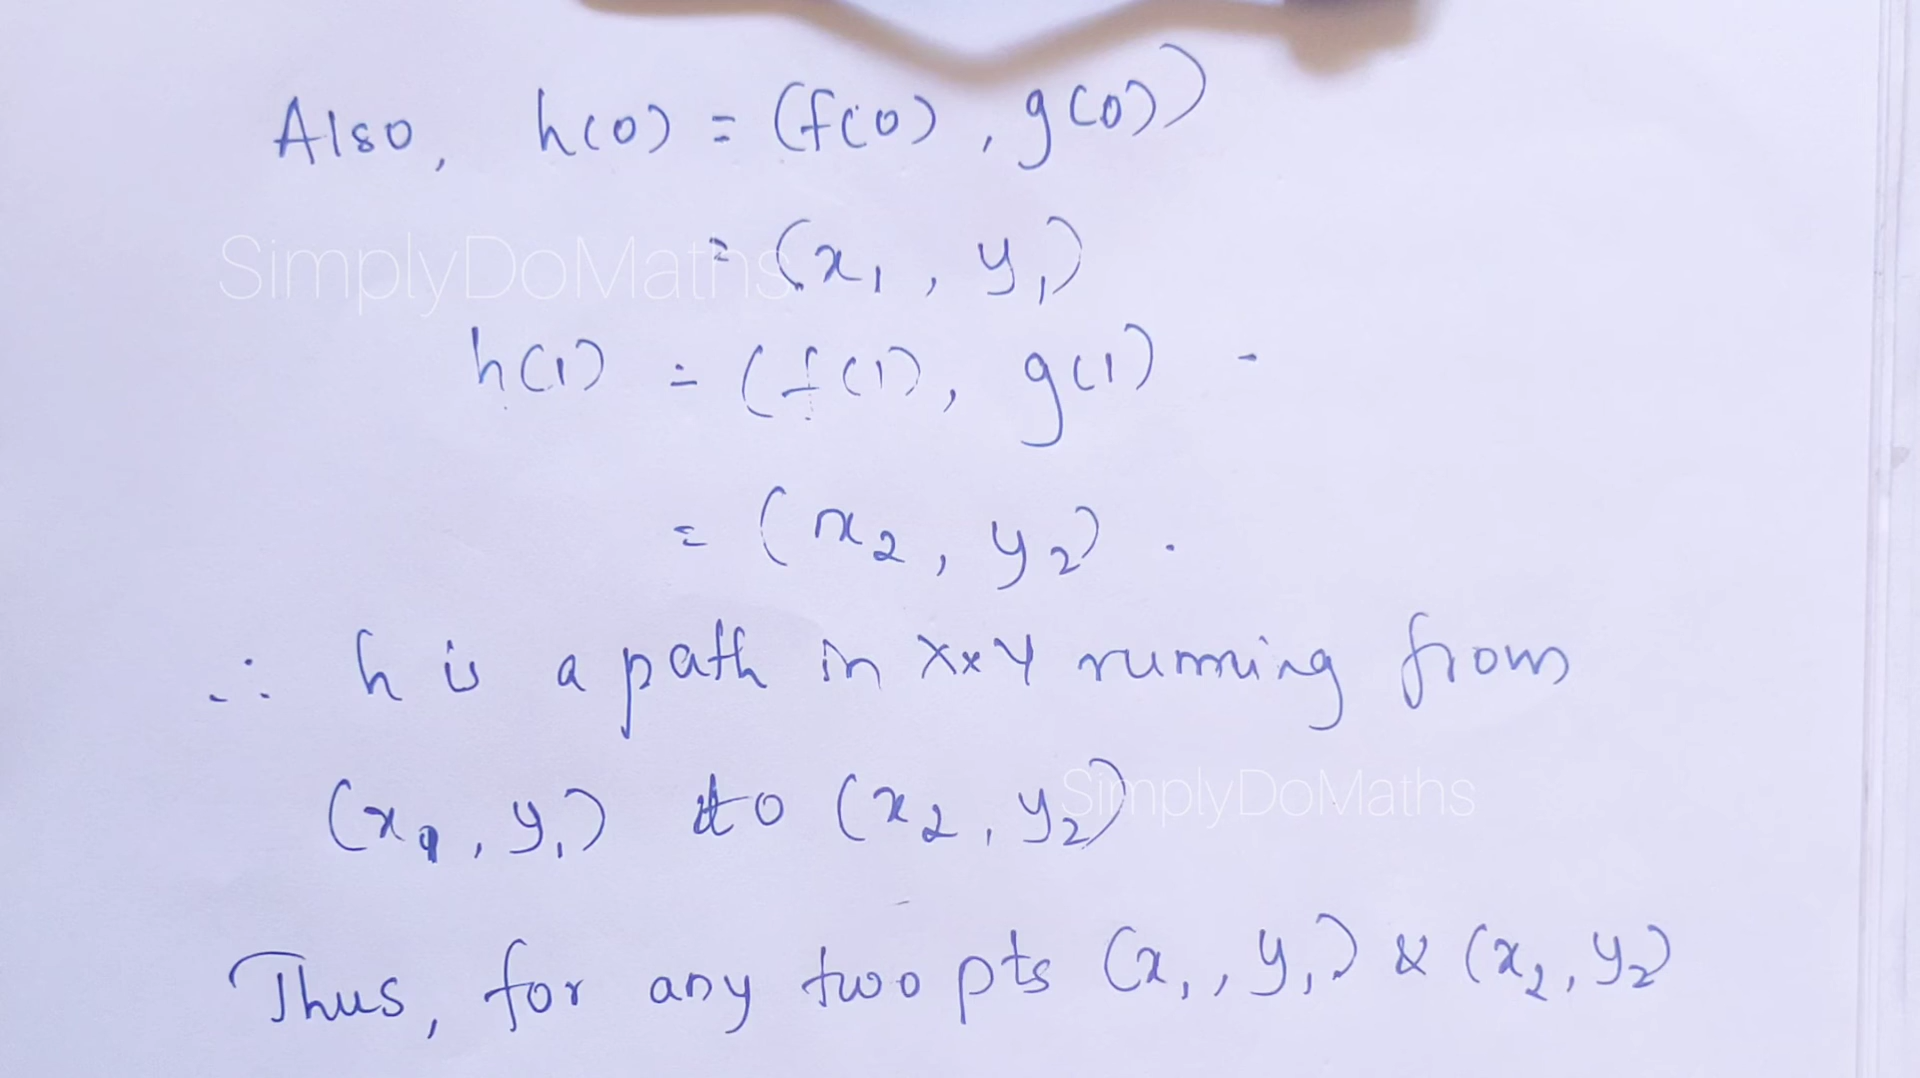 Also, h(0) = (f(0), g(0))
SimplyDoMaths
= (x₁, y₁)
h(1) = (f(1), g(1)
= (x₂, y₂).
∴ h is a path in X×Y running from
(x₁, y₁) to (x₂, y₂)
SimplyDoMaths
Thus, for any two pts (x₁, y₁) & (x₂, y₂)